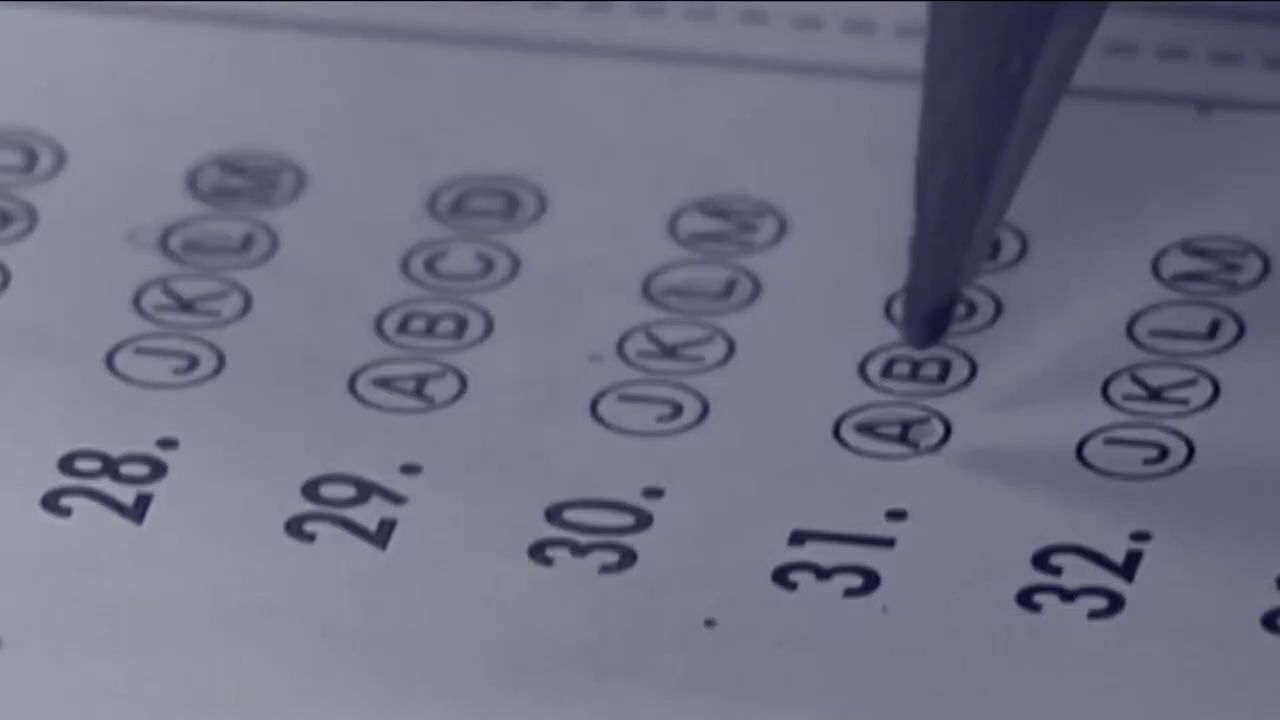 28. J K L M
29. A B C D
30. J K L M
31. A B
32. J K L M